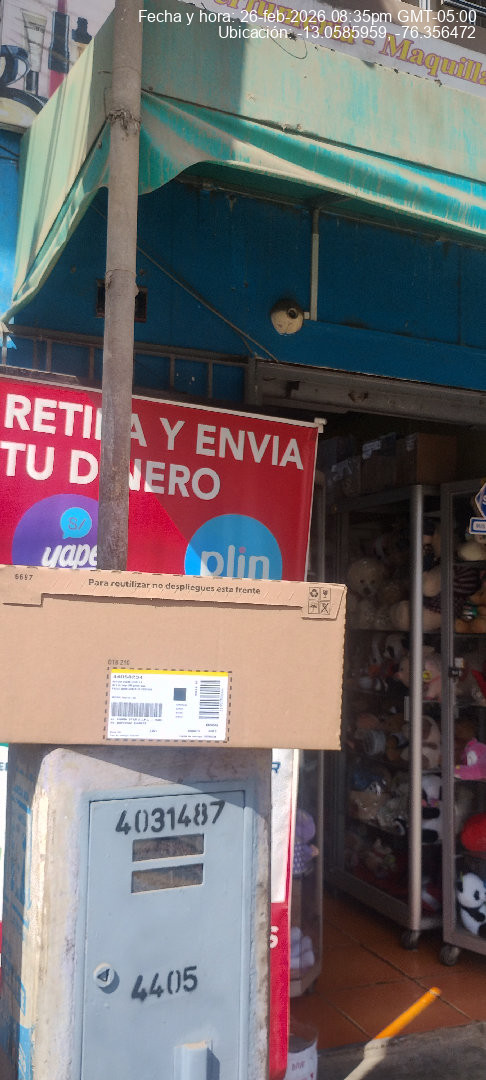 Fecha y hora: 26-feb-2026 08:35pm GMT-05:00
Ubicación: -13.0585959, -76.356472
- Maquilla
RETI A Y ENVIA
TU D NERO
S/
yape
plin
6697
Para reutilizar no despliegues esta frente
4031487
4405